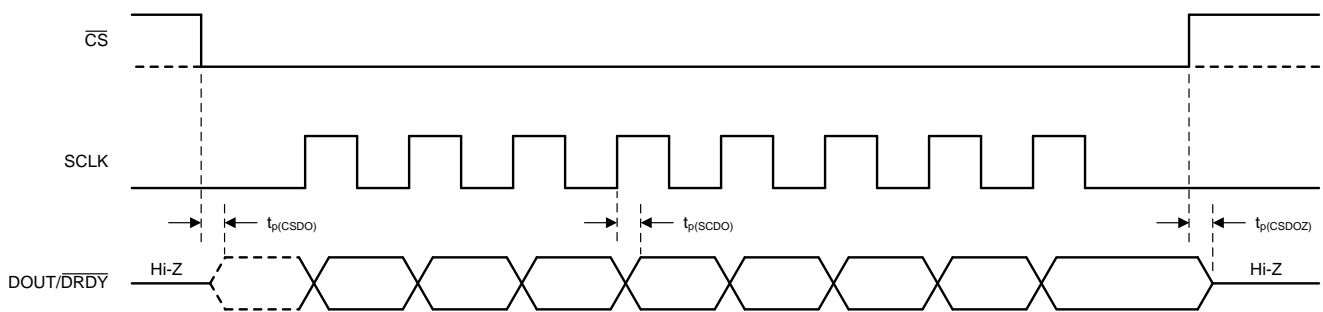 CS
SCLK
tp(CSDO)
tp(SCDO)
tp(CSDOZ)
Hi-Z
DOUT/DRDY
Hi-Z